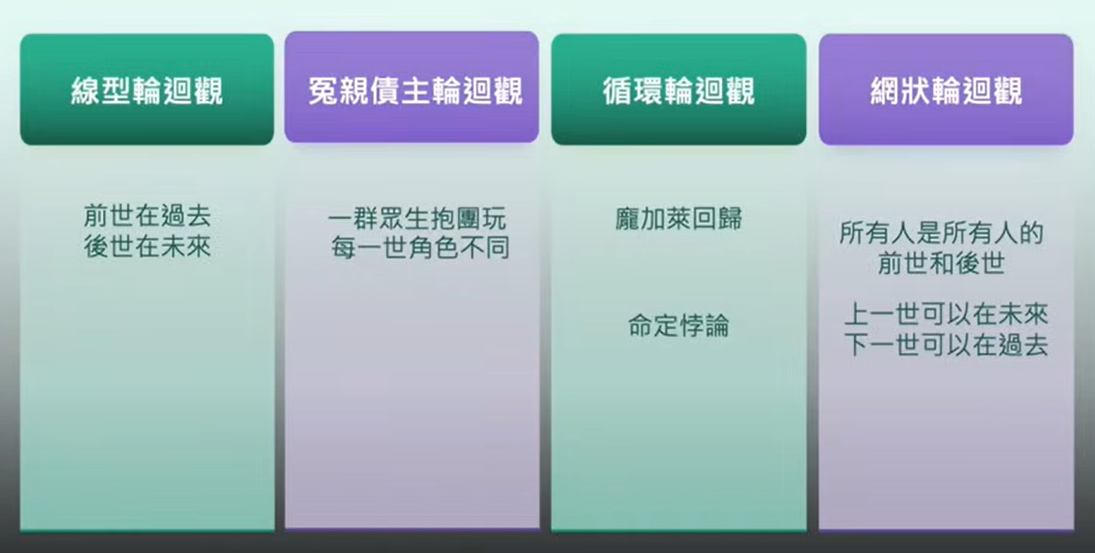 線型輪迴觀
前世在過去
後世在未來
冤親債主輪迴觀
一群眾生抱團玩
每一世角色不同
循環輪迴觀
龐加萊回歸
命定悖論
網狀輪迴觀
所有人是所有人的
前世和後世
上一世可以在未來
下一世可以在過去